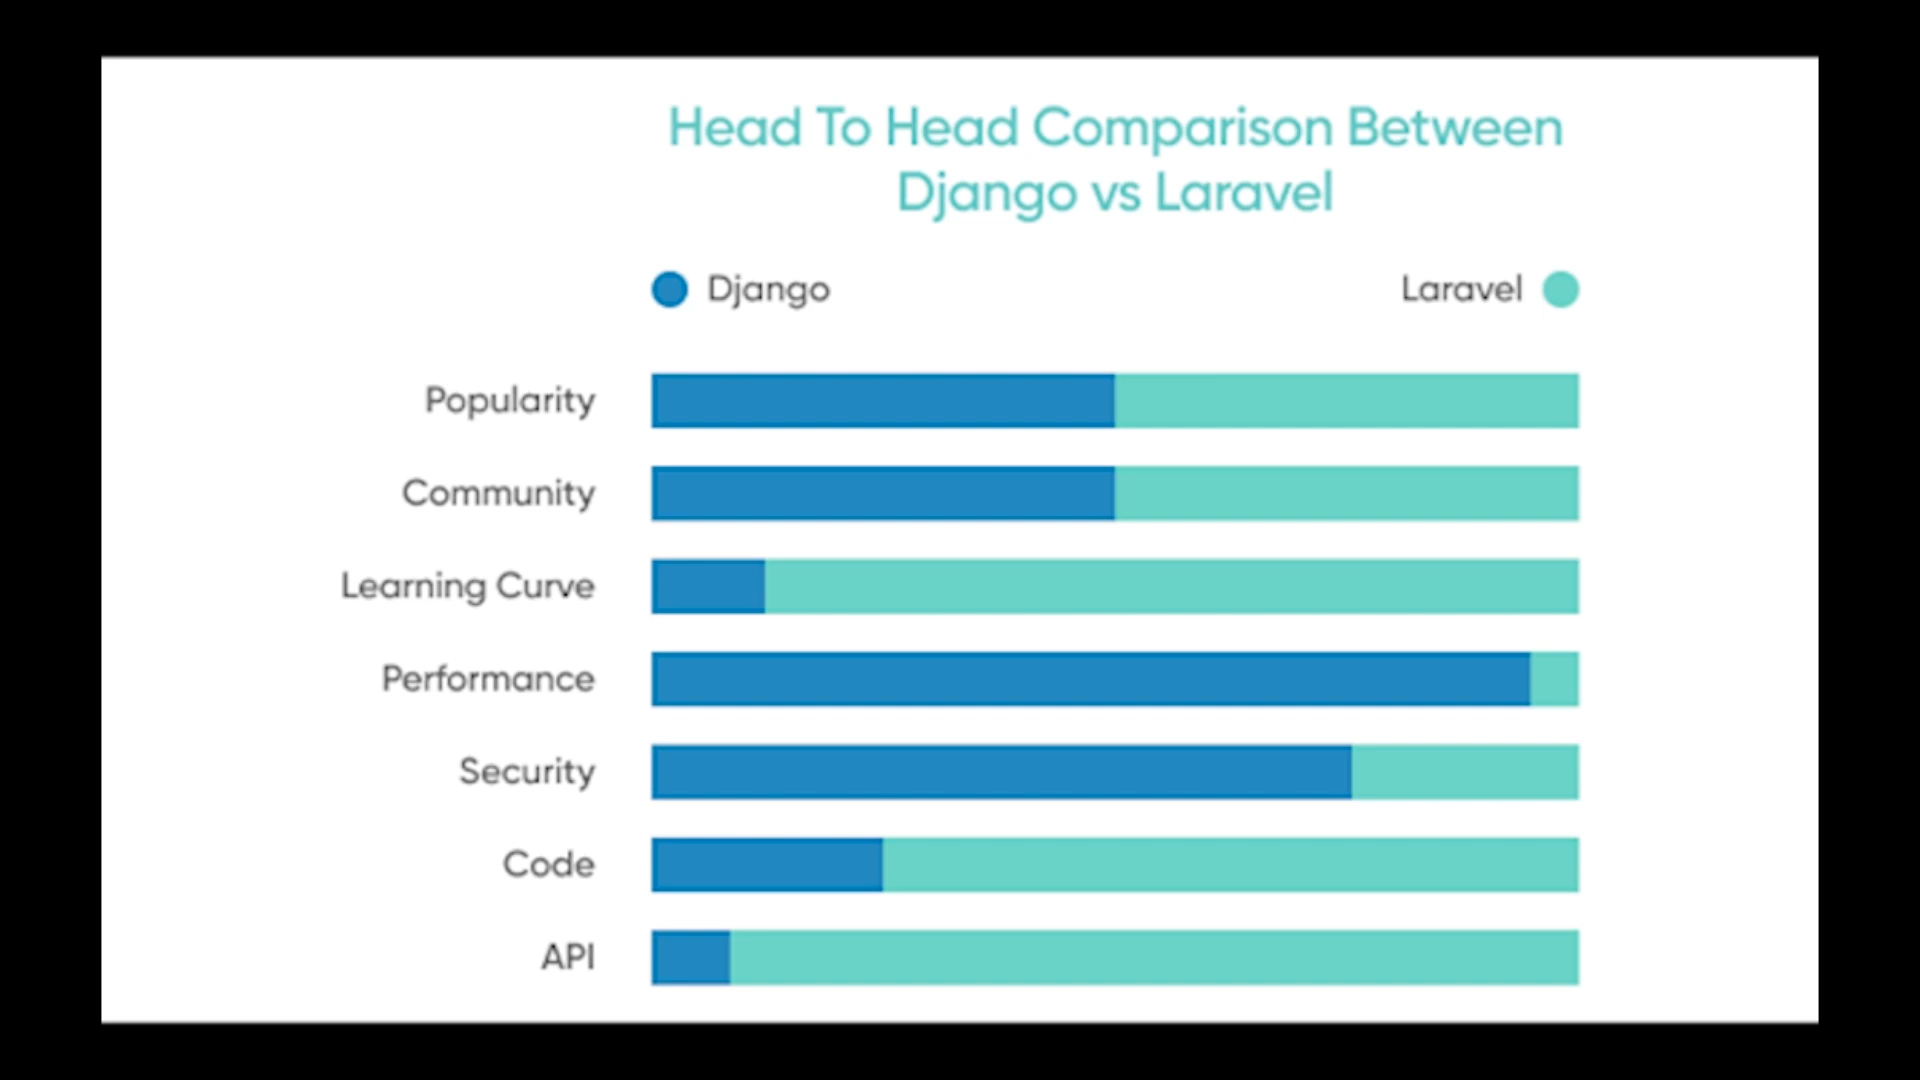 Head To Head Comparison Between
Django vs Laravel
Django
Laravel
Popularity
Community
Learning Curve
Performance
Security
Code
API